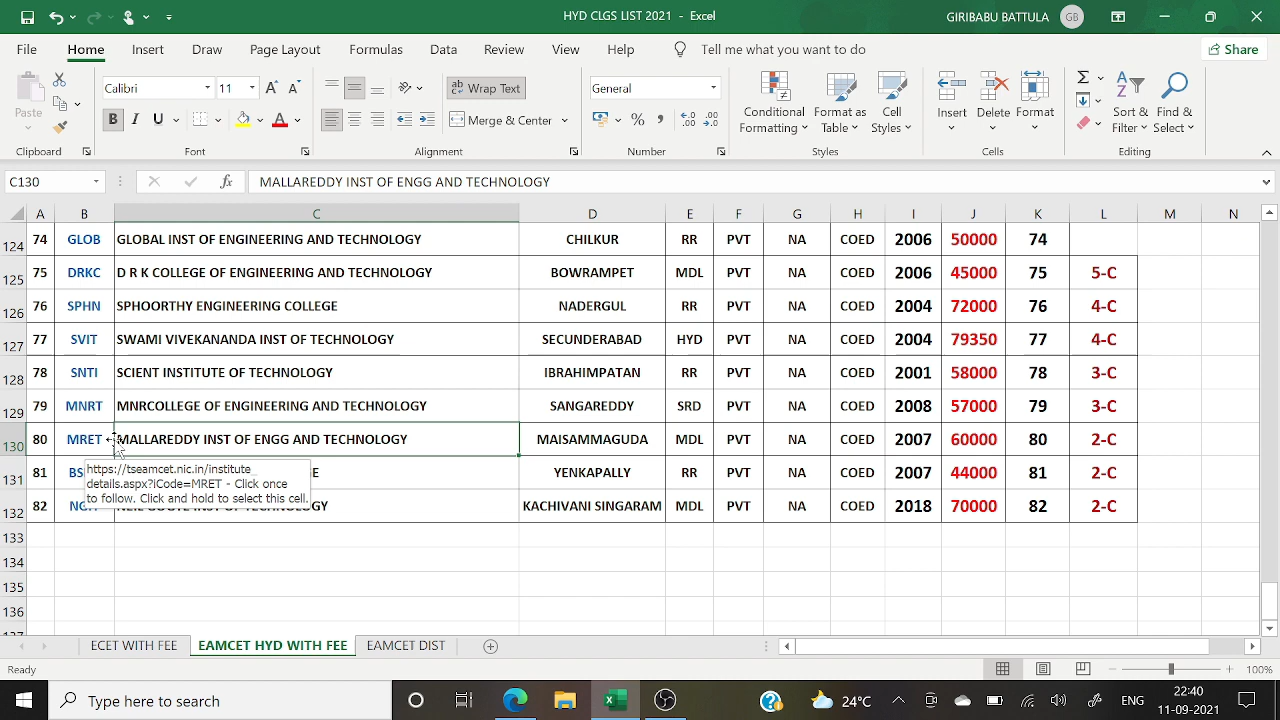 HYD CLGS LIST 2021 - Excel
GIRIBABU BATTULA GB
File Home Insert Draw Page Layout Formulas Data Review View Help Tell me what you want to do Share
Paste
Clipboard
Calibri 11 A A
B I U A
Font
ab Wrap Text
Merge & Center
Alignment
General
% , .00
Number
Conditional Formatting
Format as Table
Cell Styles
Styles
Insert Delete Format
Cells
Sort & Filter
Find & Select
Editing
C130 fx MALLAREDDY INST OF ENGG AND TECHNOLOGY
A B C D E F G H I J K L M N
124 74 GLOB GLOBAL INST OF ENGINEERING AND TECHNOLOGY CHILKUR RR PVT NA COED 2006 50000 74
125 75 DRKC D R K COLLEGE OF ENGINEERING AND TECHNOLOGY BOWRAMPET MDL PVT NA COED 2006 45000 75 5-C
126 76 SPHN SPHOORTHY ENGINEERING COLLEGE NADERGUL RR PVT NA COED 2004 72000 76 4-C
127 77 SVIT SWAMI VIVEKANANDA INST OF TECHNOLOGY SECUNDERABAD HYD PVT NA COED 2004 79350 77 4-C
128 78 SNTI SCIENT INSTITUTE OF TECHNOLOGY IBRAHIMPATAN RR PVT NA COED 2001 58000 78 3-C
129 79 MNRT MNRCOLLEGE OF ENGINEERING AND TECHNOLOGY SANGAREDDY SRD PVT NA COED 2008 57000 79 3-C
130 80 MRET MALLAREDDY INST OF ENGG AND TECHNOLOGY MAISAMMAGUDA MDL PVT NA COED 2007 60000 80 2-C
131 81 YENKAPALLY RR PVT NA COED 2007 44000 81 2-C
https://tseamcet.nic.in/institute_
details.aspx?iCode=MRET - Click once
to follow. Click and hold to select this cell.
132 82 KACHIVANI SINGARAM MDL PVT NA COED 2018 70000 82 2-C
133
134
135
136
ECET WITH FEE EAMCET HYD WITH FEE EAMCET DIST
Ready 100%
Type here to search
24°C ENG
22:40
11-09-2021